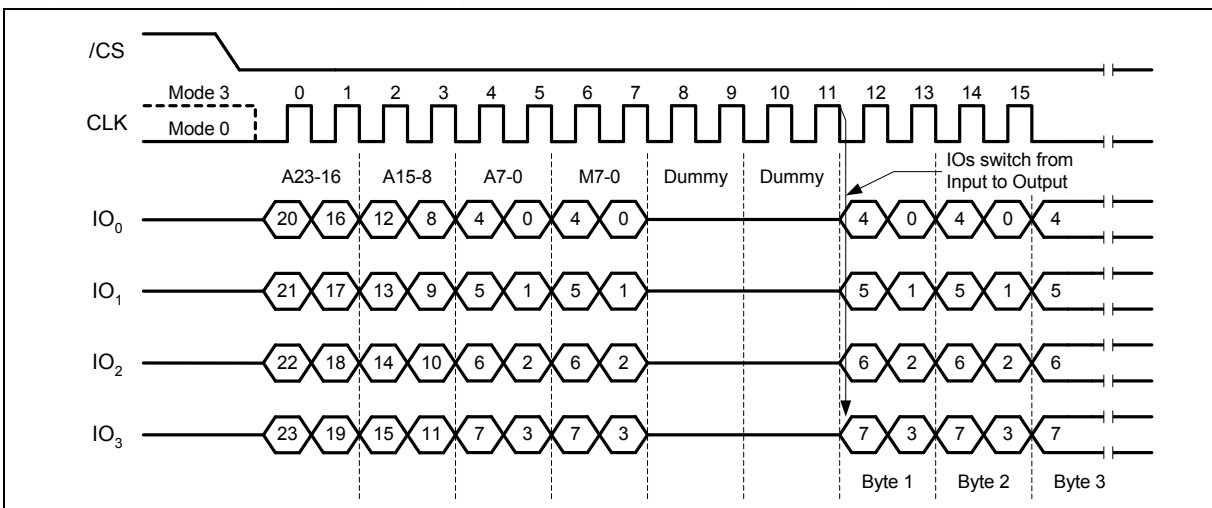 /CS
Mode 3 0 1 2 3 4 5 6 7 8 9 10 11 12 13 14 15
CLK
Mode 0
IOs switch from
Input to Output
A23-16 A15-8 A7-0 M7-0 Dummy Dummy
IO0 20 16 12 8 4 0 4 0 4 0 4 0 4
IO1 21 17 13 9 5 1 5 1 5 1 5 1 5
IO2 22 18 14 10 6 2 6 2 6 2 6 2 6
IO3 23 19 15 11 7 3 7 3 7 3 7 3 7
Byte 1 Byte 2 Byte 3